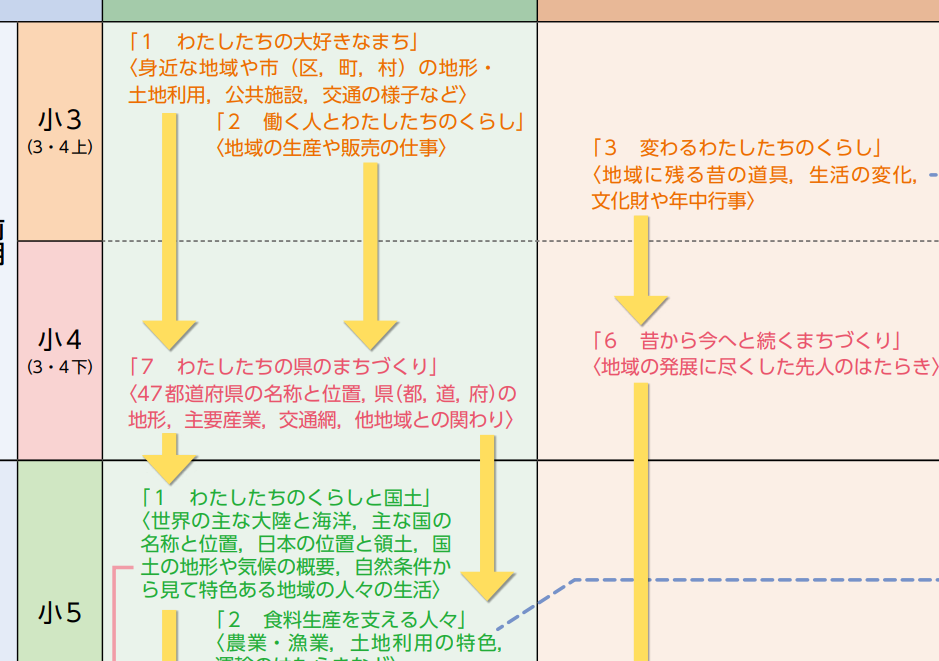 小3
(3・4上)
「1　わたしたちの大好きなまち」
〈身近な地域や市（区，町，村）の地形・
土地利用，公共施設，交通の様子など〉
「2　働く人とわたしたちのくらし」
〈地域の生産や販売の仕事〉
「3　変わるわたしたちのくらし」
〈地域に残る昔の道具，生活の変化，
文化財や年中行事〉
小4
(3・4下)
「7　わたしたちの県のまちづくり」
〈47都道府県の名称と位置，県(都，道，府)の
地形，主要産業，交通網，他地域との関わり〉
「6　昔から今へと続くまちづくり」
〈地域の発展に尽くした先人のはたらき〉
小5
「1　わたしたちのくらしと国土」
〈世界の主な大陸と海洋，主な国の
名称と位置，日本の位置と領土，国
土の地形や気候の概要，自然条件か
ら見て特色ある地域の人々の生活〉
「2　食料生産を支える人々」
〈農業・漁業，土地利用の特色，